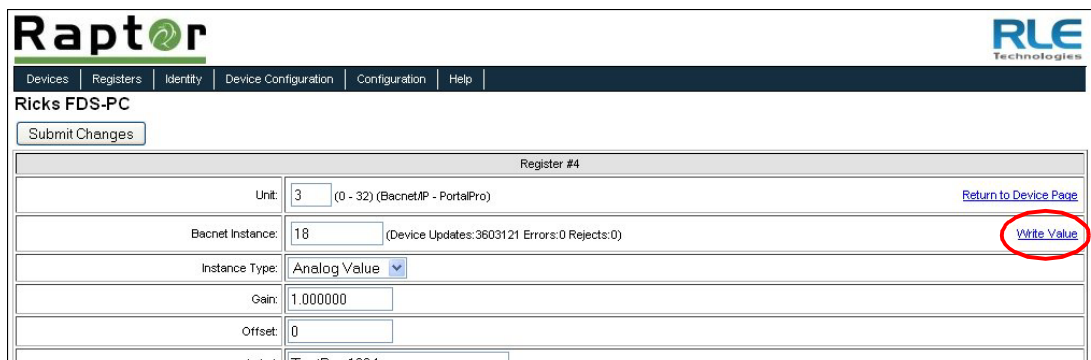 Raptor
RLE
Technologies
Devices Registers Identity Device Configuration Configuration Help
Ricks FDS-PC
Submit Changes
Register #4
Unit: 3 (0 - 32) (Bacnet/IP - PortalPro) Return to Device Page
Bacnet Instance: 18 (Device Updates:3603121 Errors:0 Rejects:0) Write Value
Instance Type: Analog Value
Gain: 1.000000
Offset: 0